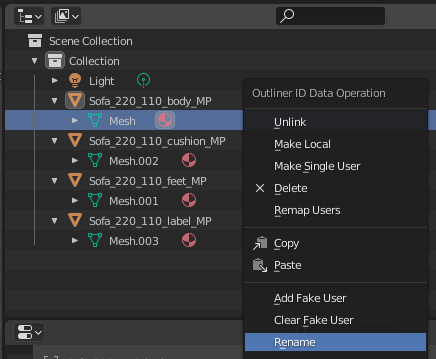 Scene Collection
Collection
Light
Sofa_220_110_body_MP
Mesh
Sofa_220_110_cushion_MP
Mesh.002
Sofa_220_110_feet_MP
Mesh.001
Sofa_220_110_label_MP
Mesh.003
Outliner ID Data Operation
Unlink
Make Local
Make Single User
Delete
Remap Users
Copy
Paste
Add Fake User
Clear Fake User
Rename